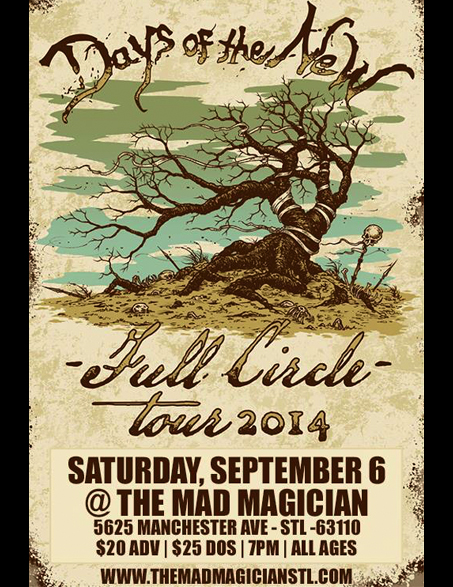 Days of the New
-Full Circle-
tour 2014
SATURDAY, SEPTEMBER 6
@ THE MAD MAGICIAN
5625 MANCHESTER AVE - STL -63110
$20 ADV | $25 DOS | 7PM | ALL AGES
WWW.THEMADMAGICIANSTL.COM